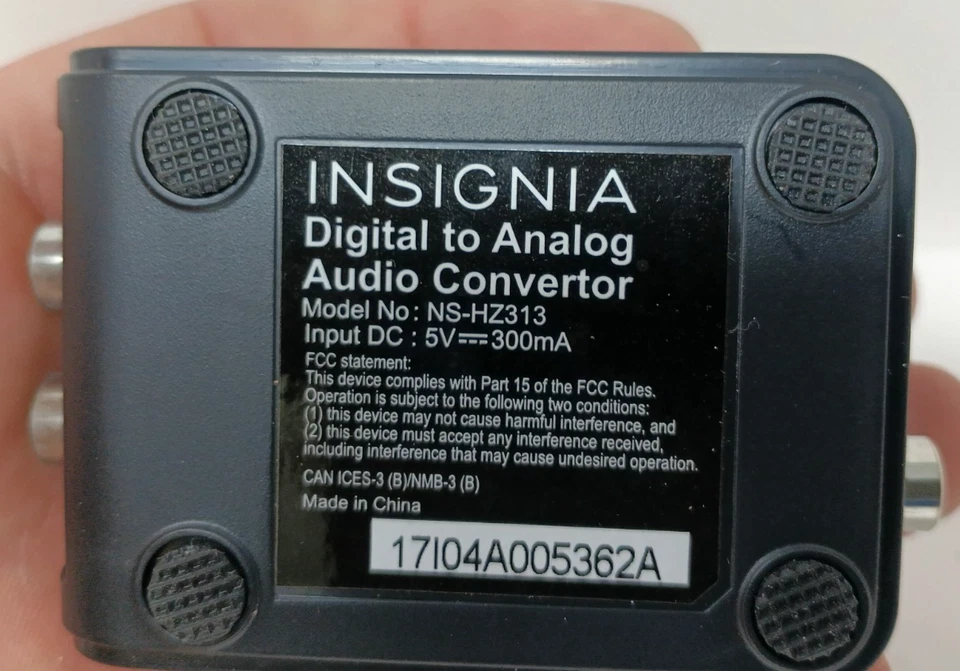 INSIGNIA
Digital to Analog
Audio Convertor
Model No : NS-HZ313
Input DC : 5V⎓300mA
FCC statement:
This device complies with Part 15 of the FCC Rules.
Operation is subject to the following two conditions:
(1) this device may not cause harmful interference, and
(2) this device must accept any interference received,
including interference that may cause undesired operation.
CAN ICES-3 (B)/NMB-3 (B)
Made in China
17I04A005362A